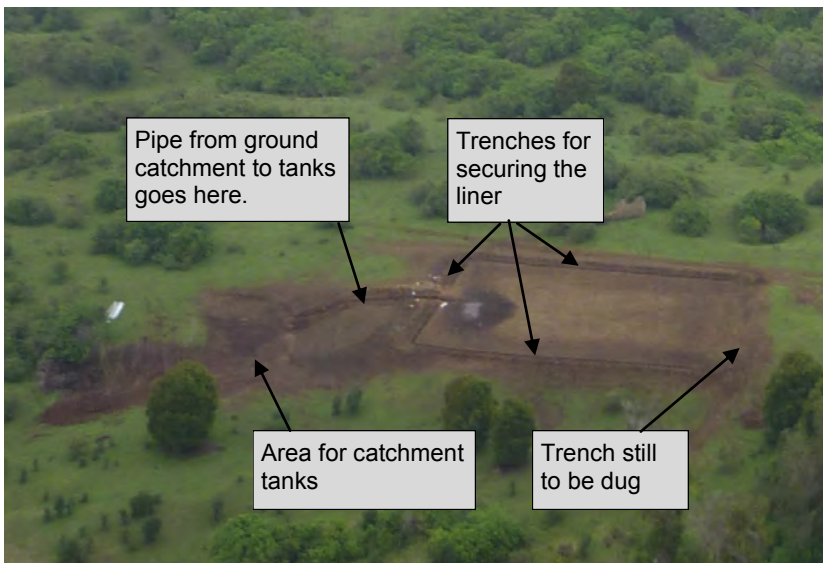 Pipe from ground
catchment to tanks
goes here.
Trenches for
securing the
liner
Area for catchment
tanks
Trench still
to be dug